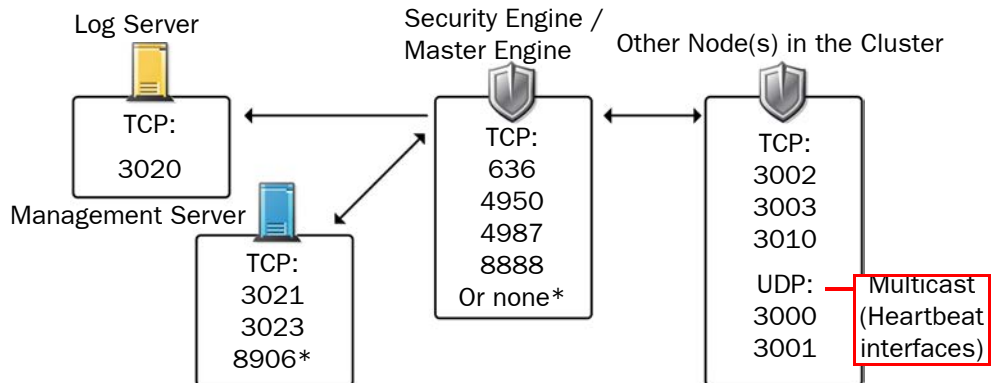 Log Server
TCP:
3020
Management Server
TCP:
3021
3023
8906*
Security Engine /
Master Engine
TCP:
636
4950
4987
8888
Or none*
Other Node(s) in the Cluster
TCP:
3002
3003
3010
UDP:
3000
3001
Multicast
(Heartbeat
interfaces)